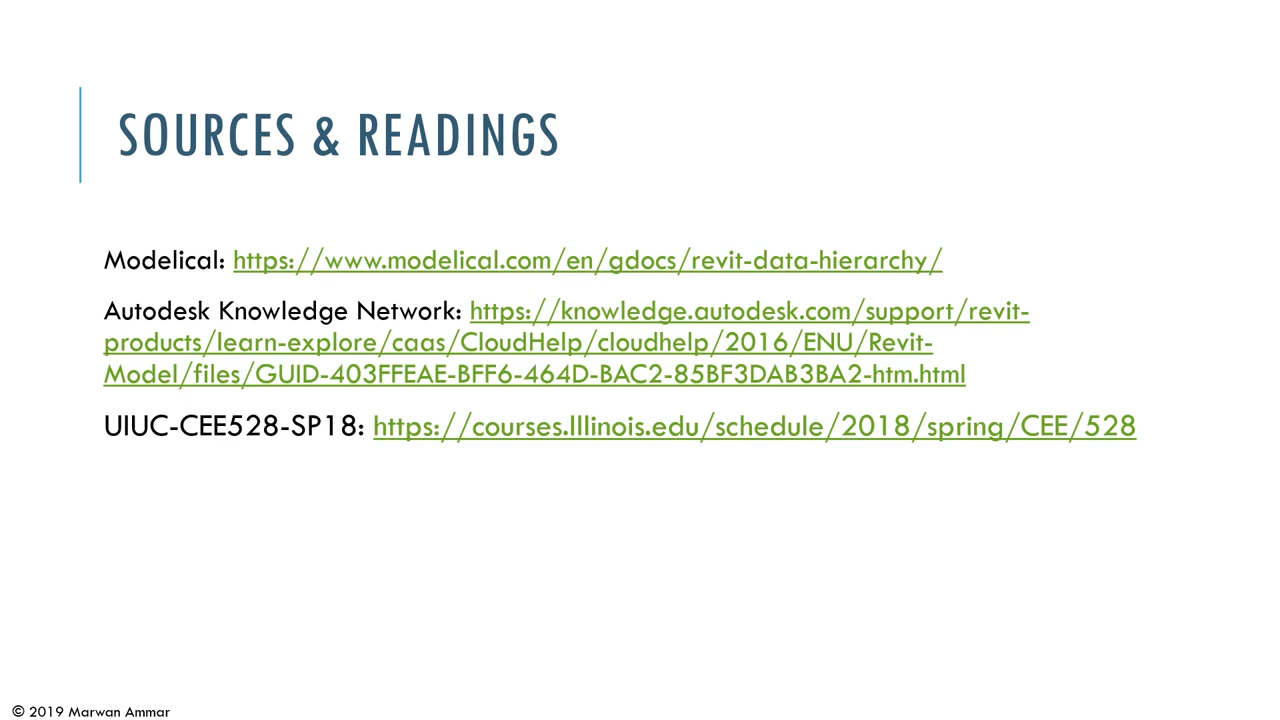 SOURCES & READINGS
Modelical: https://www.modelical.com/en/gdocs/revit-data-hierarchy/
Autodesk Knowledge Network: https://knowledge.autodesk.com/support/revit-
products/learn-explore/caas/CloudHelp/cloudhelp/2016/ENU/Revit-
Model/files/GUID-403FFEAE-BFF6-464D-BAC2-85BF3DAB3BA2-htm.html
UIUC-CEE528-SP18: https://courses.Illinois.edu/schedule/2018/spring/CEE/528
© 2019 Marwan Ammar